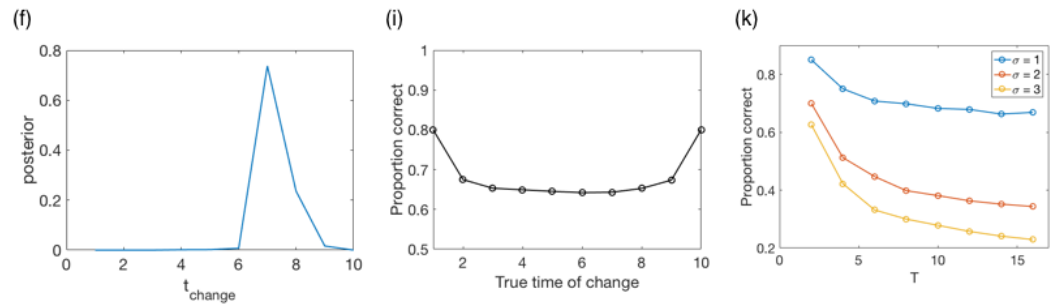 (f)
posterior
0.8
0.6
0.4
0.2
0
0 2 4 6 8 10
t_change
(i)
Proportion correct
1
0.9
0.8
0.7
0.6
0.5
2 4 6 8 10
True time of change
(k)
Proportion correct
0.8
0.6
0.4
0.2
0 5 10 15
T
σ = 1
σ = 2
σ = 3